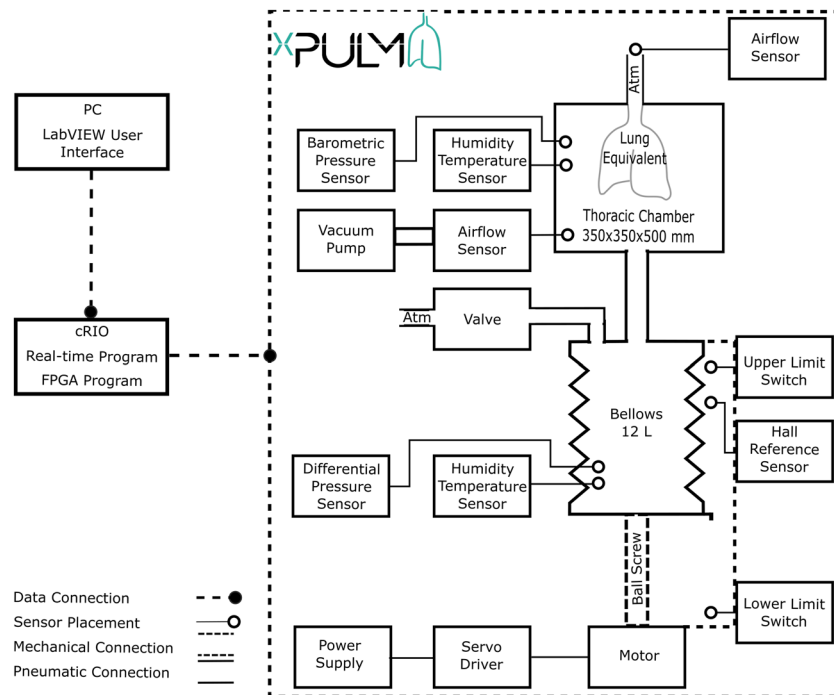 xPULM
Airflow
Sensor
Atm
PC
LabVIEW User
Interface
Barometric
Pressure
Sensor
Humidity
Temperature
Sensor
Lung
Equivalent
Thoracic Chamber
350x350x500 mm
Vacuum
Pump
Airflow
Sensor
Atm
Valve
cRIO
Real-time Program
FPGA Program
Upper Limit
Switch
Bellows
12 L
Hall
Reference
Sensor
Differential
Pressure
Sensor
Humidity
Temperature
Sensor
Ball Screw
Data Connection
Sensor Placement
Mechanical Connection
Pneumatic Connection
Power
Supply
Servo
Driver
Motor
Lower Limit
Switch